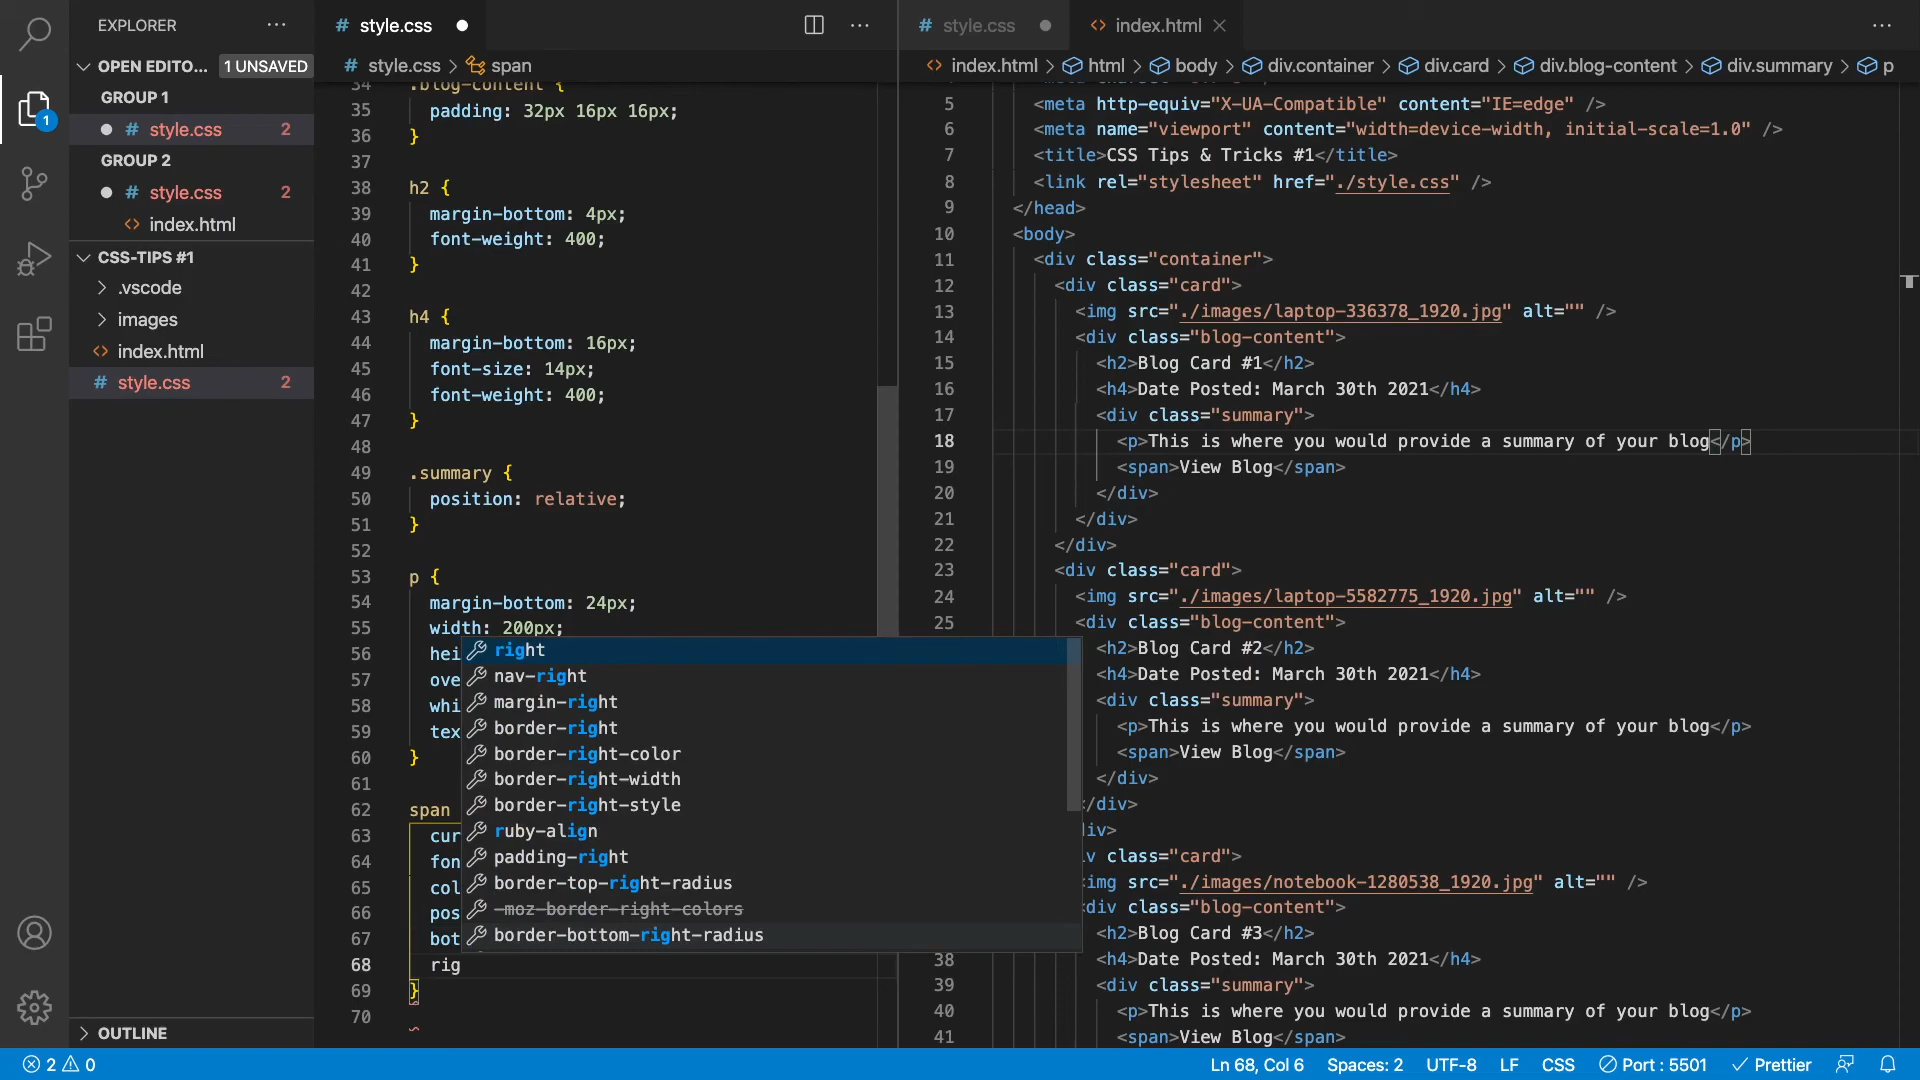 EXPLORER
OPEN EDITO... 1 UNSAVED
GROUP 1
# style.css 2
GROUP 2
# style.css 2
<> index.html
CSS-TIPS #1
.vscode
images
<> index.html
# style.css 2
OUTLINE
1
# style.css
# style.css > span
34 .blog-content {
35 padding: 32px 16px 16px;
36 }
37
38 h2 {
39 margin-bottom: 4px;
40 font-weight: 400;
41 }
42
43 h4 {
44 margin-bottom: 16px;
45 font-size: 14px;
46 font-weight: 400;
47 }
48
49 .summary {
50 position: relative;
51 }
52
53 p {
54 margin-bottom: 24px;
55 width: 200px;
56 hei
57 ove
58 whi
59 tex
60 }
61
62 span
63 cur
64 fon
65 col
66 pos
67 bot
68 rig
69 }
70
right
nav-right
margin-right
border-right
border-right-color
border-right-width
border-right-style
ruby-align
padding-right
border-top-right-radius
-moz-border-right-colors
border-bottom-right-radius
# style.css <> index.html
<> index.html > html > body > div.container > div.card > div.blog-content > div.summary > p
5 <meta http-equiv="X-UA-Compatible" content="IE=edge" />
6 <meta name="viewport" content="width=device-width, initial-scale=1.0" />
7 <title>CSS Tips & Tricks #1</title>
8 <link rel="stylesheet" href="./style.css" />
9 </head>
10 <body>
11 <div class="container">
12 <div class="card">
13 <img src="./images/laptop-336378_1920.jpg" alt="" />
14 <div class="blog-content">
15 <h2>Blog Card #1</h2>
16 <h4>Date Posted: March 30th 2021</h4>
17 <div class="summary">
18 <p>This is where you would provide a summary of your blog</p>
19 <span>View Blog</span>
20 </div>
21 </div>
22 </div>
23 <div class="card">
24 <img src="./images/laptop-5582775_1920.jpg" alt="" />
25 <div class="blog-content">
<h2>Blog Card #2</h2>
<h4>Date Posted: March 30th 2021</h4>
<div class="summary">
<p>This is where you would provide a summary of your blog</p>
<span>View Blog</span>
</div>
/div>
iv>
v class="card">
img src="./images/notebook-1280538_1920.jpg" alt="" />
div class="blog-content">
<h2>Blog Card #3</h2>
38 <h4>Date Posted: March 30th 2021</h4>
39 <div class="summary">
40 <p>This is where you would provide a summary of your blog</p>
41 <span>View Blog</span>
2 0 Ln 68, Col 6 Spaces: 2 UTF-8 LF CSS Port : 5501 Prettier